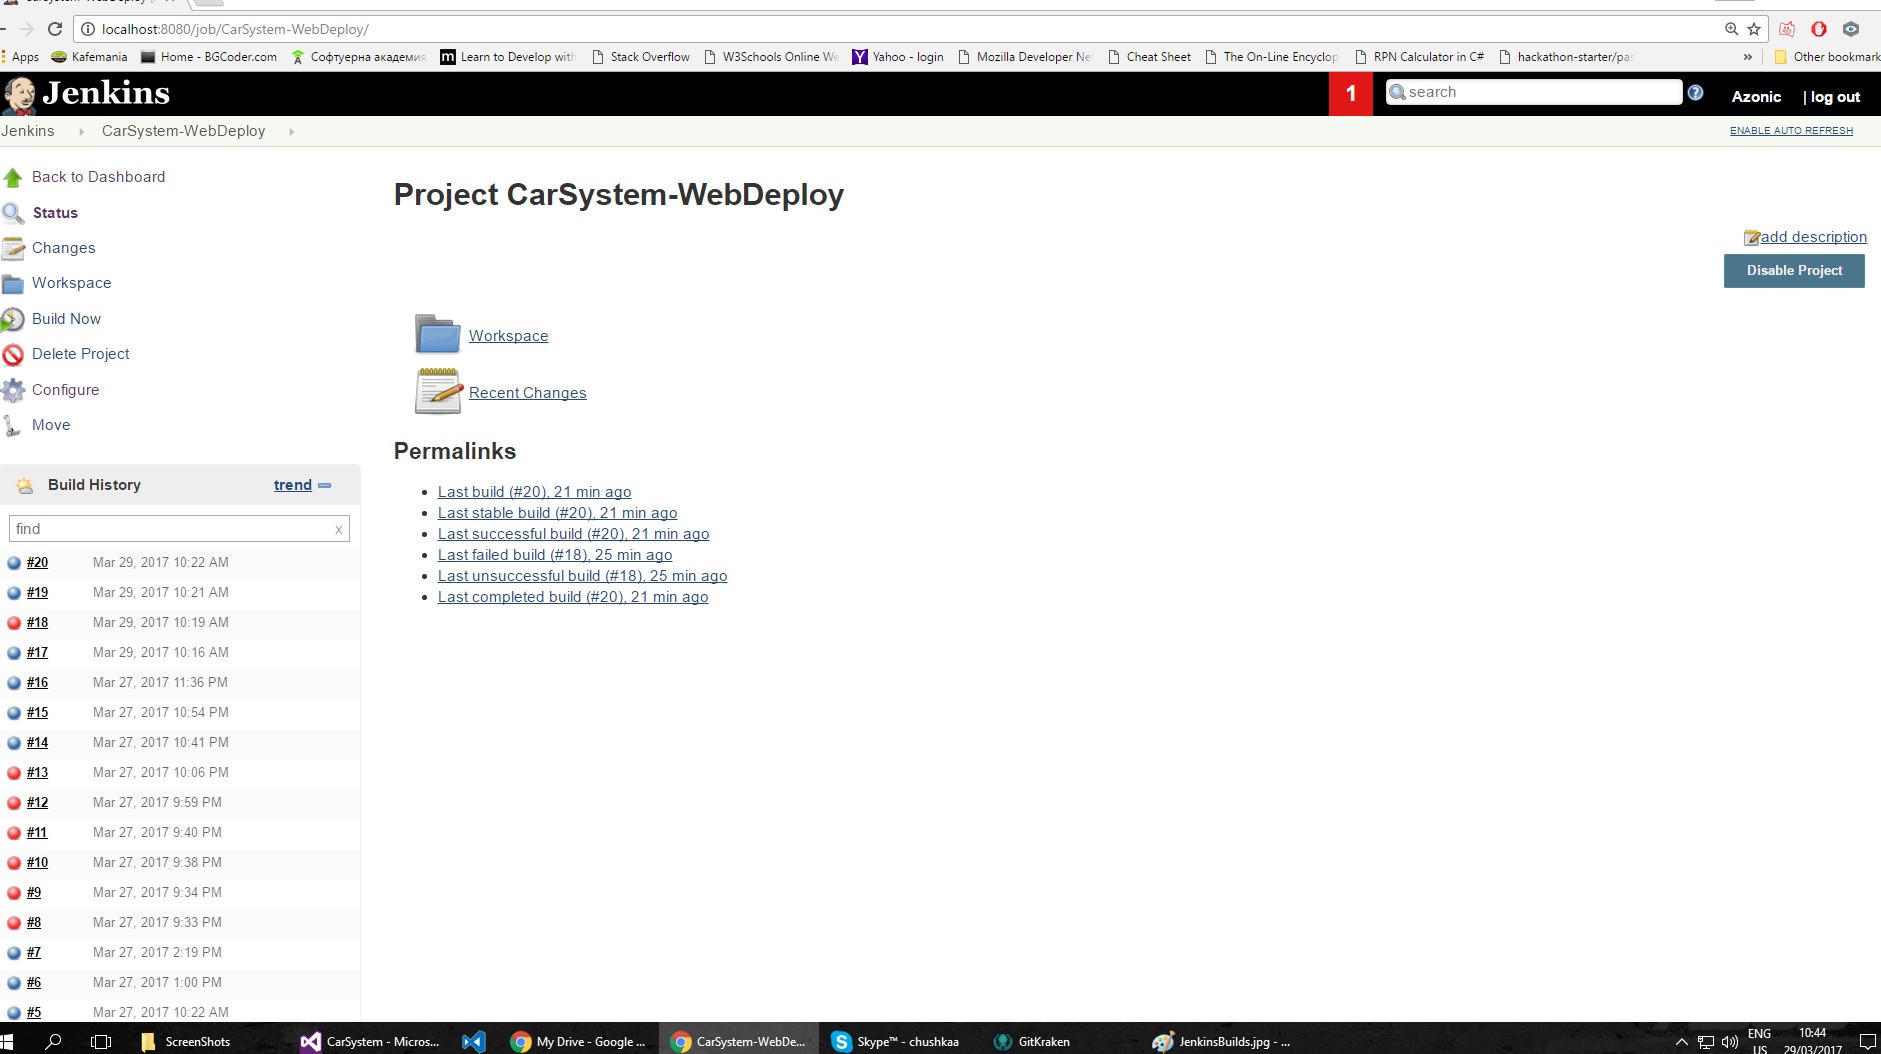 localhost:8080/job/CarSystem-WebDeploy/
Apps Kafemania Home - BGCoder.com Софтуерна академия Learn to Develop with Stack Overflow W3Schools Online We Yahoo - login Mozilla Developer Ne Cheat Sheet The On-Line Encyclop RPN Calculator in C# hackathon-starter/pas » Other bookmark
Jenkins 1 search Azonic | log out
Jenkins CarSystem-WebDeploy ENABLE AUTO REFRESH
Back to Dashboard
Status
Changes
Workspace
Build Now
Delete Project
Configure
Move
Project CarSystem-WebDeploy
add description
Disable Project
Workspace
Recent Changes
Permalinks
Last build (#20), 21 min ago
Last stable build (#20), 21 min ago
Last successful build (#20), 21 min ago
Last failed build (#18), 25 min ago
Last unsuccessful build (#18), 25 min ago
Last completed build (#20), 21 min ago
Build History trend
find x
#20 Mar 29, 2017 10:22 AM
#19 Mar 29, 2017 10:21 AM
#18 Mar 29, 2017 10:19 AM
#17 Mar 29, 2017 10:16 AM
#16 Mar 27, 2017 11:36 PM
#15 Mar 27, 2017 10:54 PM
#14 Mar 27, 2017 10:41 PM
#13 Mar 27, 2017 10:06 PM
#12 Mar 27, 2017 9:59 PM
#11 Mar 27, 2017 9:40 PM
#10 Mar 27, 2017 9:38 PM
#9 Mar 27, 2017 9:34 PM
#8 Mar 27, 2017 9:33 PM
#7 Mar 27, 2017 2:19 PM
#6 Mar 27, 2017 1:00 PM
#5 Mar 27, 2017 10:22 AM
ScreenShots CarSystem - Micros... My Drive - Google ... CarSystem-WebDe... Skype™ - chushkaa GitKraken JenkinsBuilds.jpg - ... ENG 10:44
US 29/03/2017